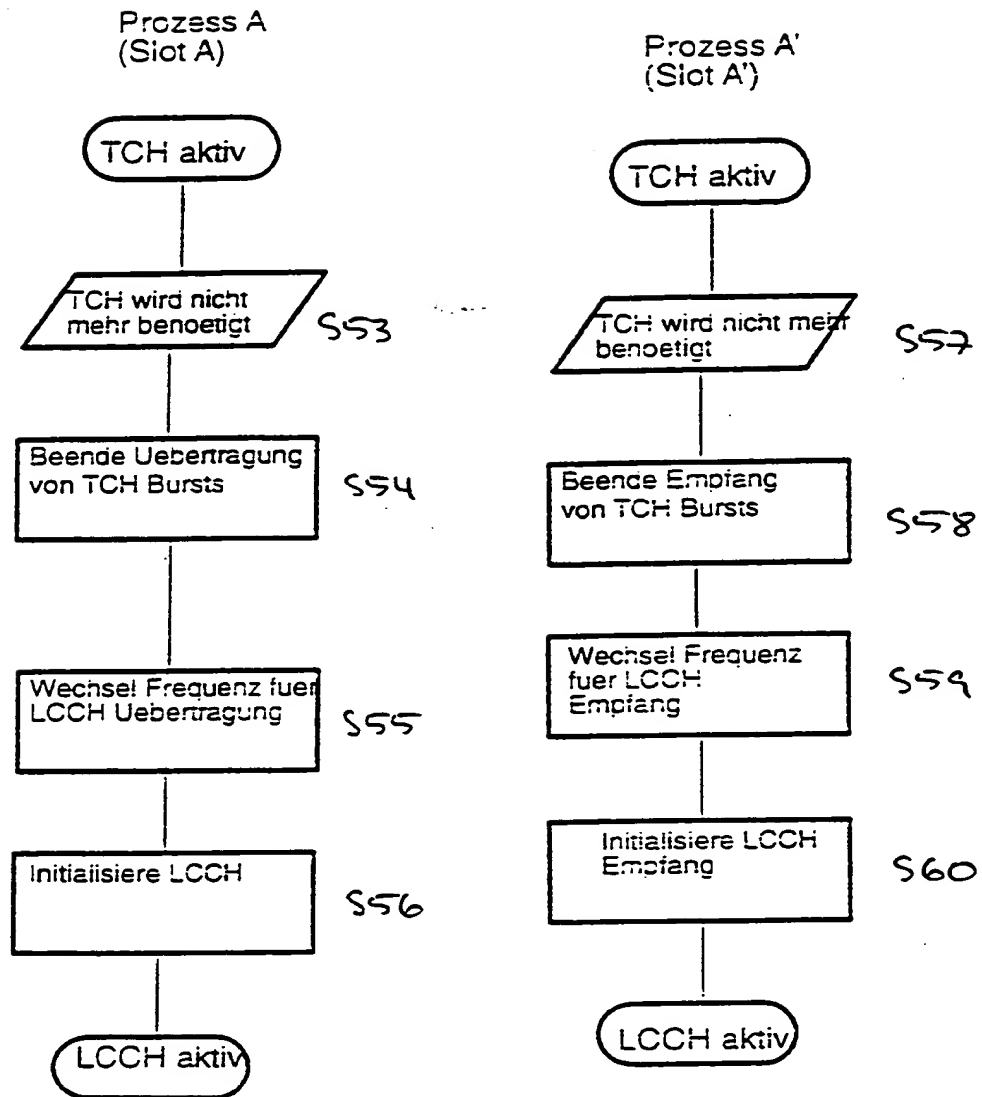 Prozess A
(Slot A)
TCH aktiv
TCH wird nicht
mehr benoetigt
S53
Beende Uebertragung
von TCH Bursts
S54
Wechsel Frequenz fuer
LCCH Uebertragung
S55
Initialisiere LCCH
S56
LCCH aktiv
Prozess A'
(Slot A')
TCH aktiv
TCH wird nicht mehr
benoetigt
S57
Beende Empfang
von TCH Bursts
S58
Wechsel Frequenz
fuer LCCH
Empfang
S59
Initialisiere LCCH
Empfang
S60
LCCH aktiv